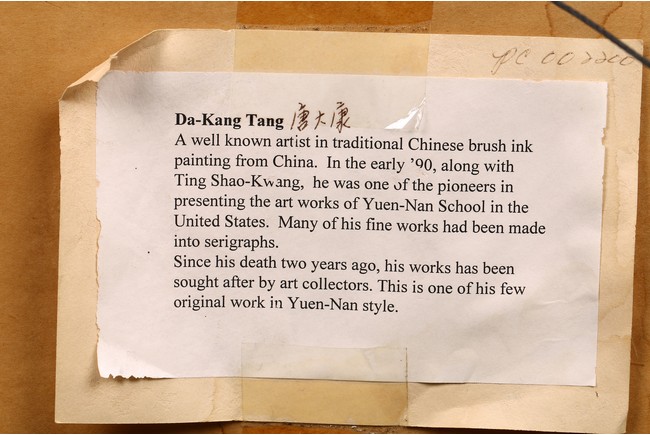 PC 002200
Da-Kang Tang 唐大康
A well known artist in traditional Chinese brush ink
painting from China. In the early ’90, along with
Ting Shao-Kwang, he was one of the pioneers in
presenting the art works of Yuen-Nan School in the
United States. Many of his fine works had been made
into serigraphs.
Since his death two years ago, his works has been
sought after by art collectors. This is one of his few
original work in Yuen-Nan style.